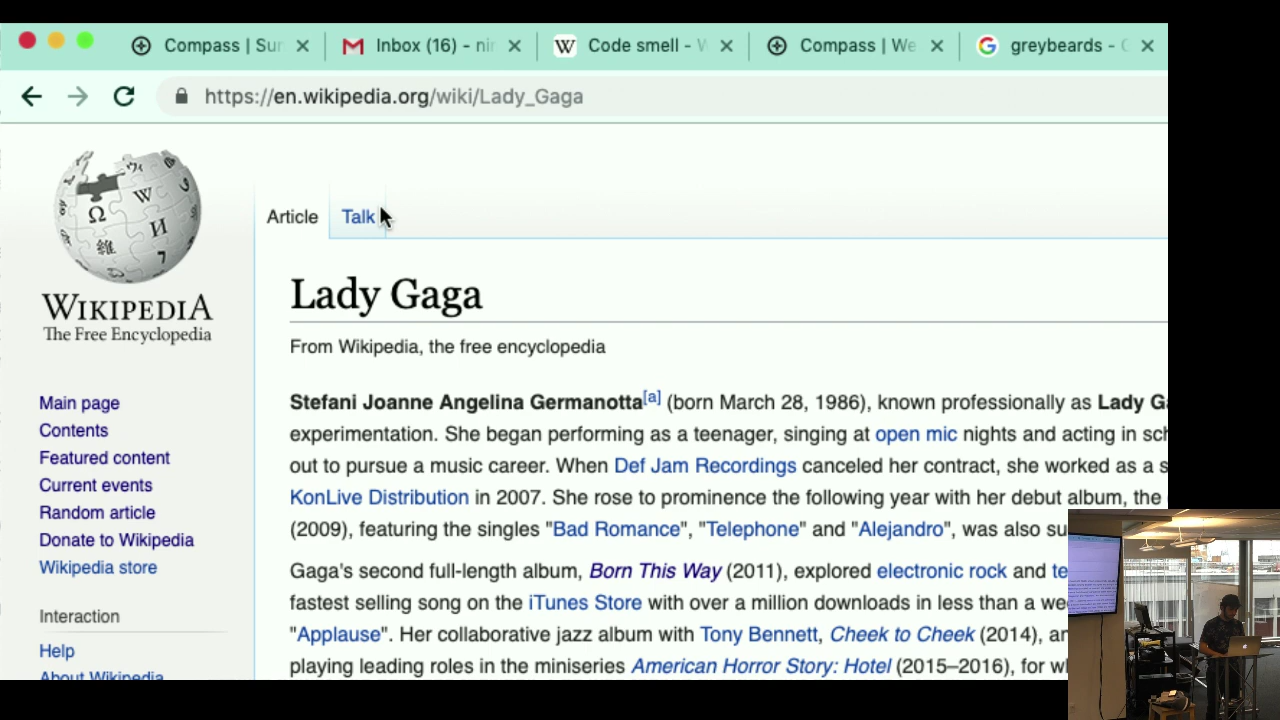 Compass | Sur
Inbox (16) - nir
Code smell - W
Compass | We
greybeards - G
https://en.wikipedia.org/wiki/Lady_Gaga
WIKIPEDIA
The Free Encyclopedia
Main page
Contents
Featured content
Current events
Random article
Donate to Wikipedia
Wikipedia store
Interaction
Help
About Wikipedia
Article
Talk
Lady Gaga
From Wikipedia, the free encyclopedia
Stefani Joanne Angelina Germanotta[a] (born March 28, 1986), known professionally as Lady Ga
experimentation. She began performing as a teenager, singing at open mic nights and acting in sch
out to pursue a music career. When Def Jam Recordings canceled her contract, she worked as a s
KonLive Distribution in 2007. She rose to prominence the following year with her debut album, the
(2009), featuring the singles "Bad Romance", "Telephone" and "Alejandro", was also su
Gaga's second full-length album, Born This Way (2011), explored electronic rock and te
fastest selling song on the iTunes Store with over a million downloads in less than a we
"Applause". Her collaborative jazz album with Tony Bennett, Cheek to Cheek (2014), an
playing leading roles in the miniseries American Horror Story: Hotel (2015–2016), for wh